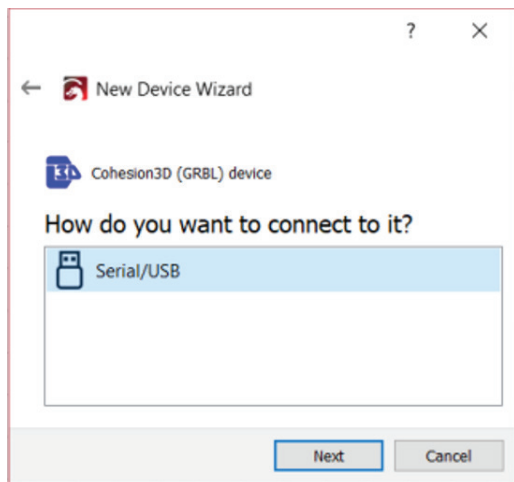 ?
New Device Wizard
Cohesion3D (GRBL) device
How do you want to connect to it?
Serial/USB
Next Cancel